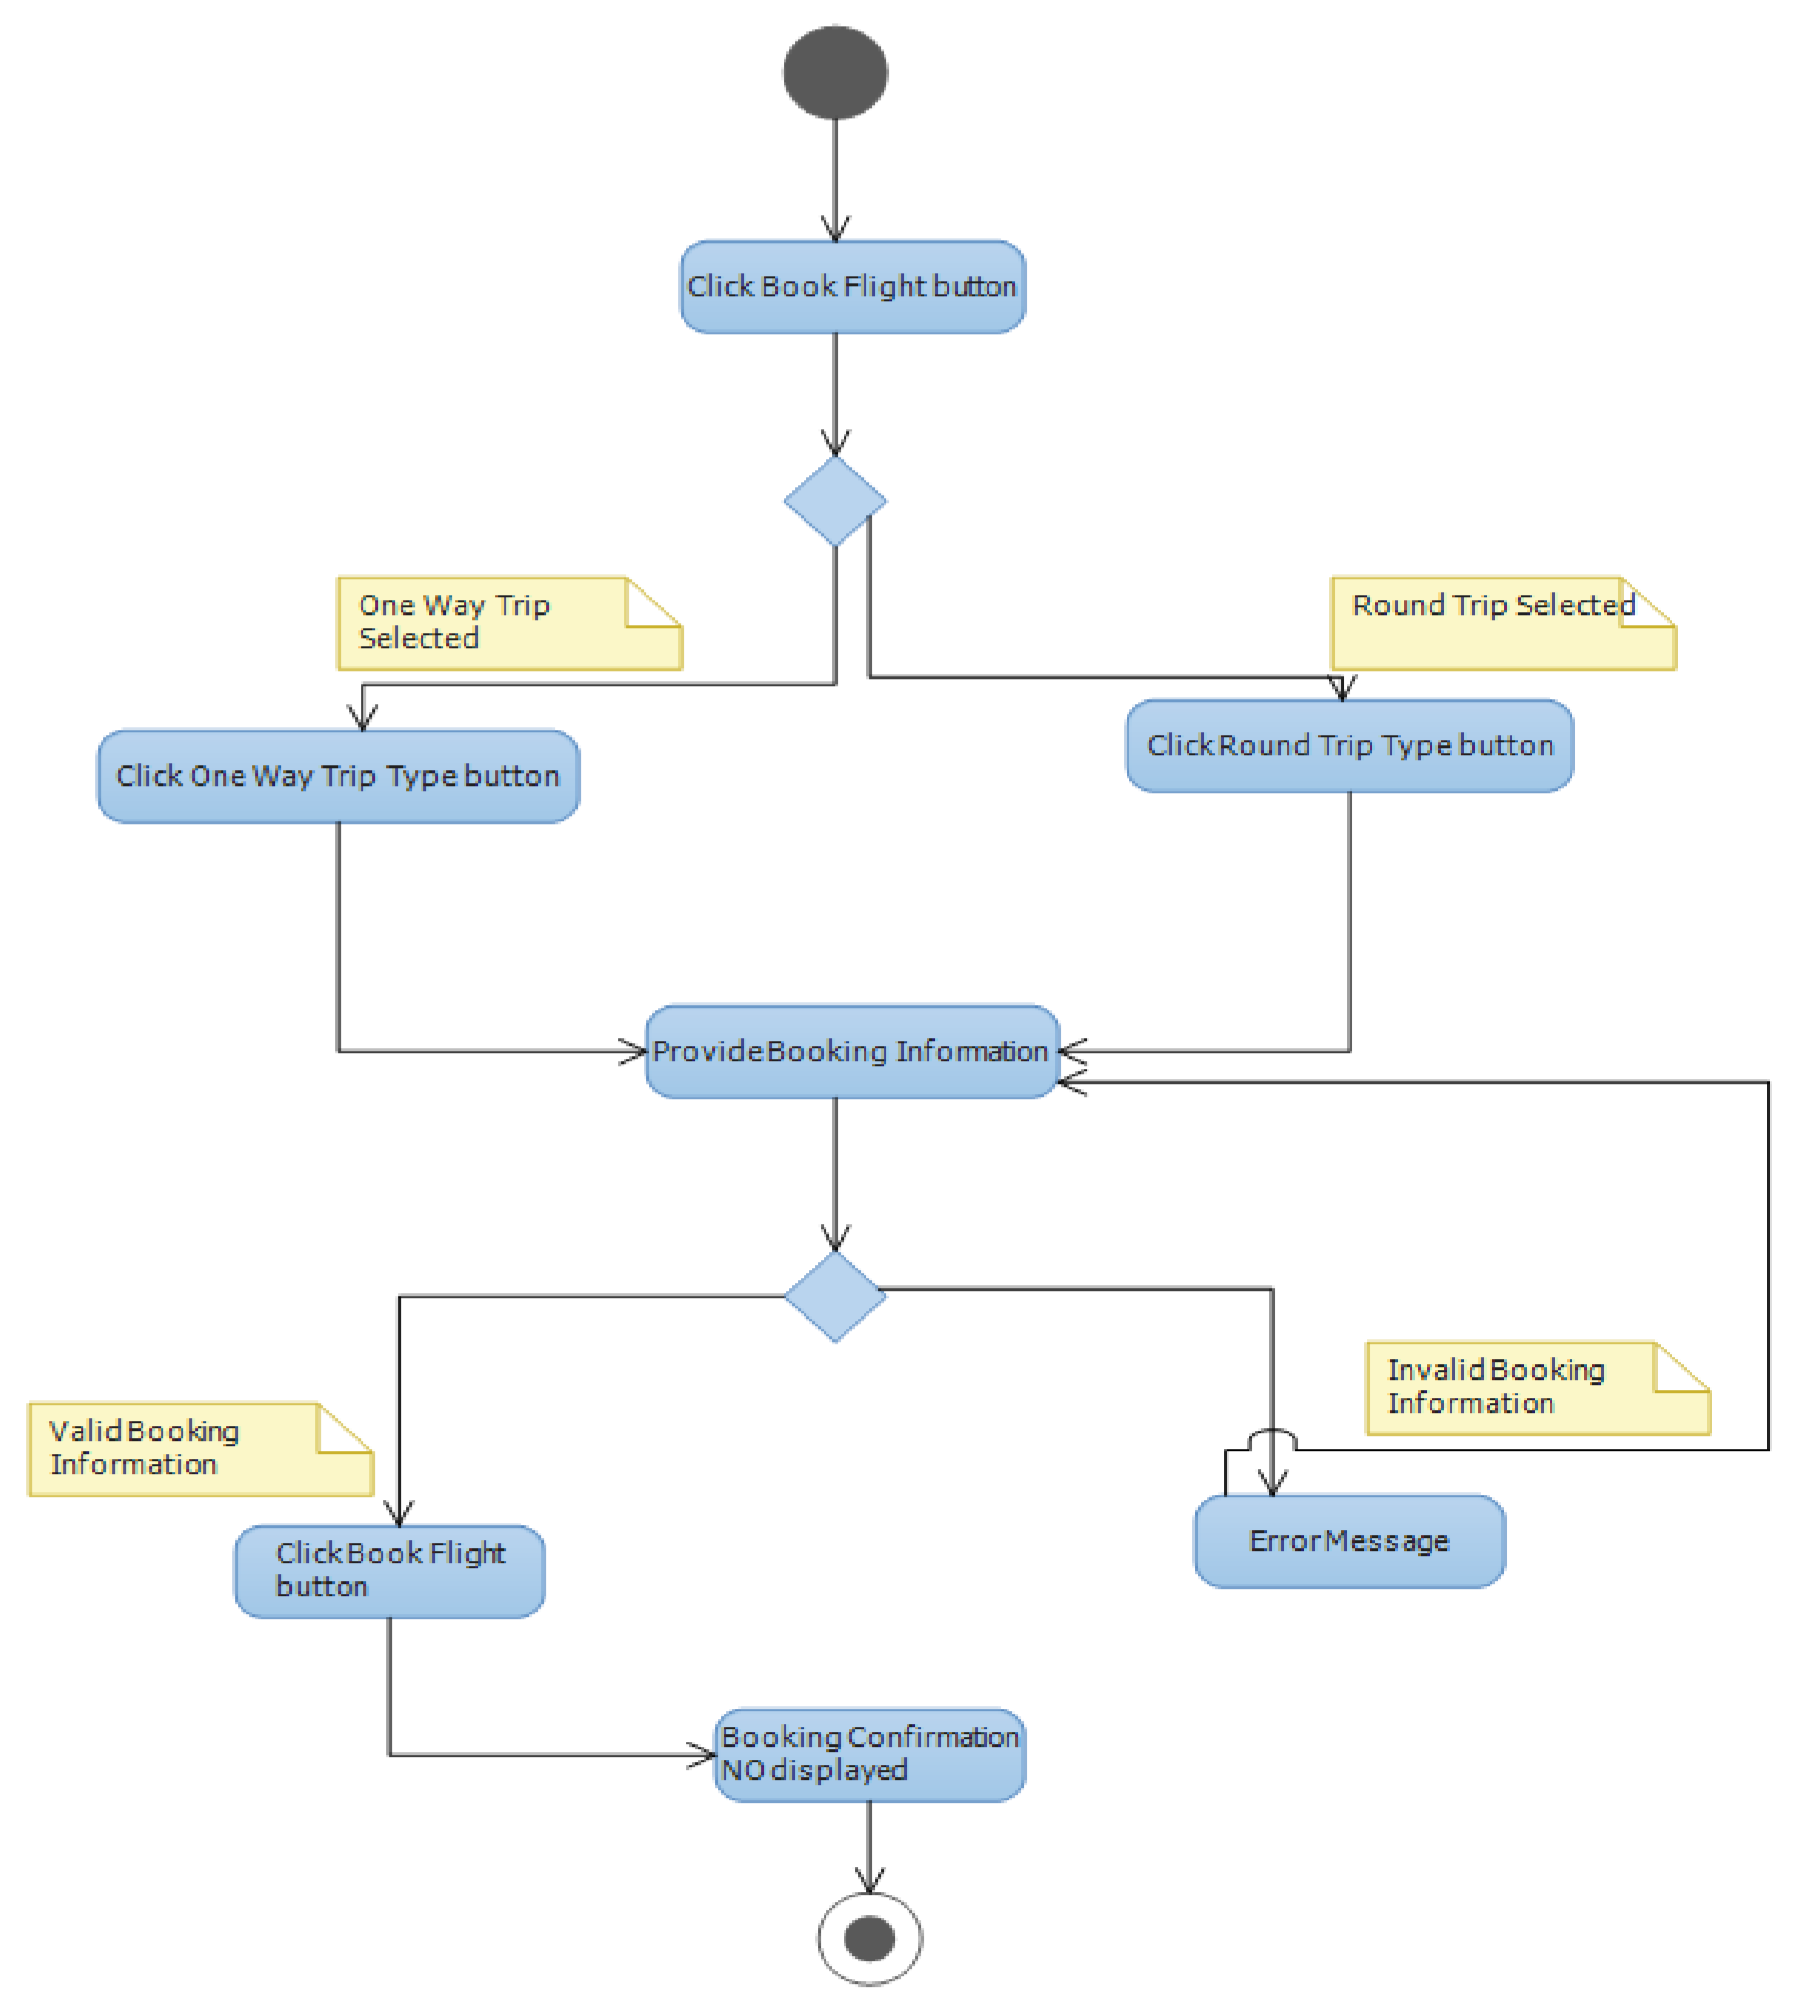 Click Book Flight button
One Way Trip
Selected
Round Trip Selected
Click One Way Trip Type button
Click Round Trip Type button
Provide Booking Information
Invalid Booking
Information
Valid Booking
Information
Click Book Flight
button
Error Message
Booking Confirmation
NO displayed